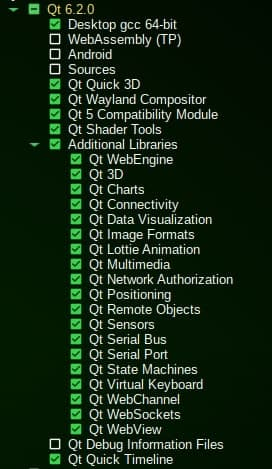 Qt 6.2.0
Desktop gcc 64-bit
WebAssembly (TP)
Android
Sources
Qt Quick 3D
Qt Wayland Compositor
Qt 5 Compatibility Module
Qt Shader Tools
Additional Libraries
Qt WebEngine
Qt 3D
Qt Charts
Qt Connectivity
Qt Data Visualization
Qt Image Formats
Qt Lottie Animation
Qt Multimedia
Qt Network Authorization
Qt Positioning
Qt Remote Objects
Qt Sensors
Qt Serial Bus
Qt Serial Port
Qt State Machines
Qt Virtual Keyboard
Qt WebChannel
Qt WebSockets
Qt WebView
Qt Debug Information Files
Qt Quick Timeline